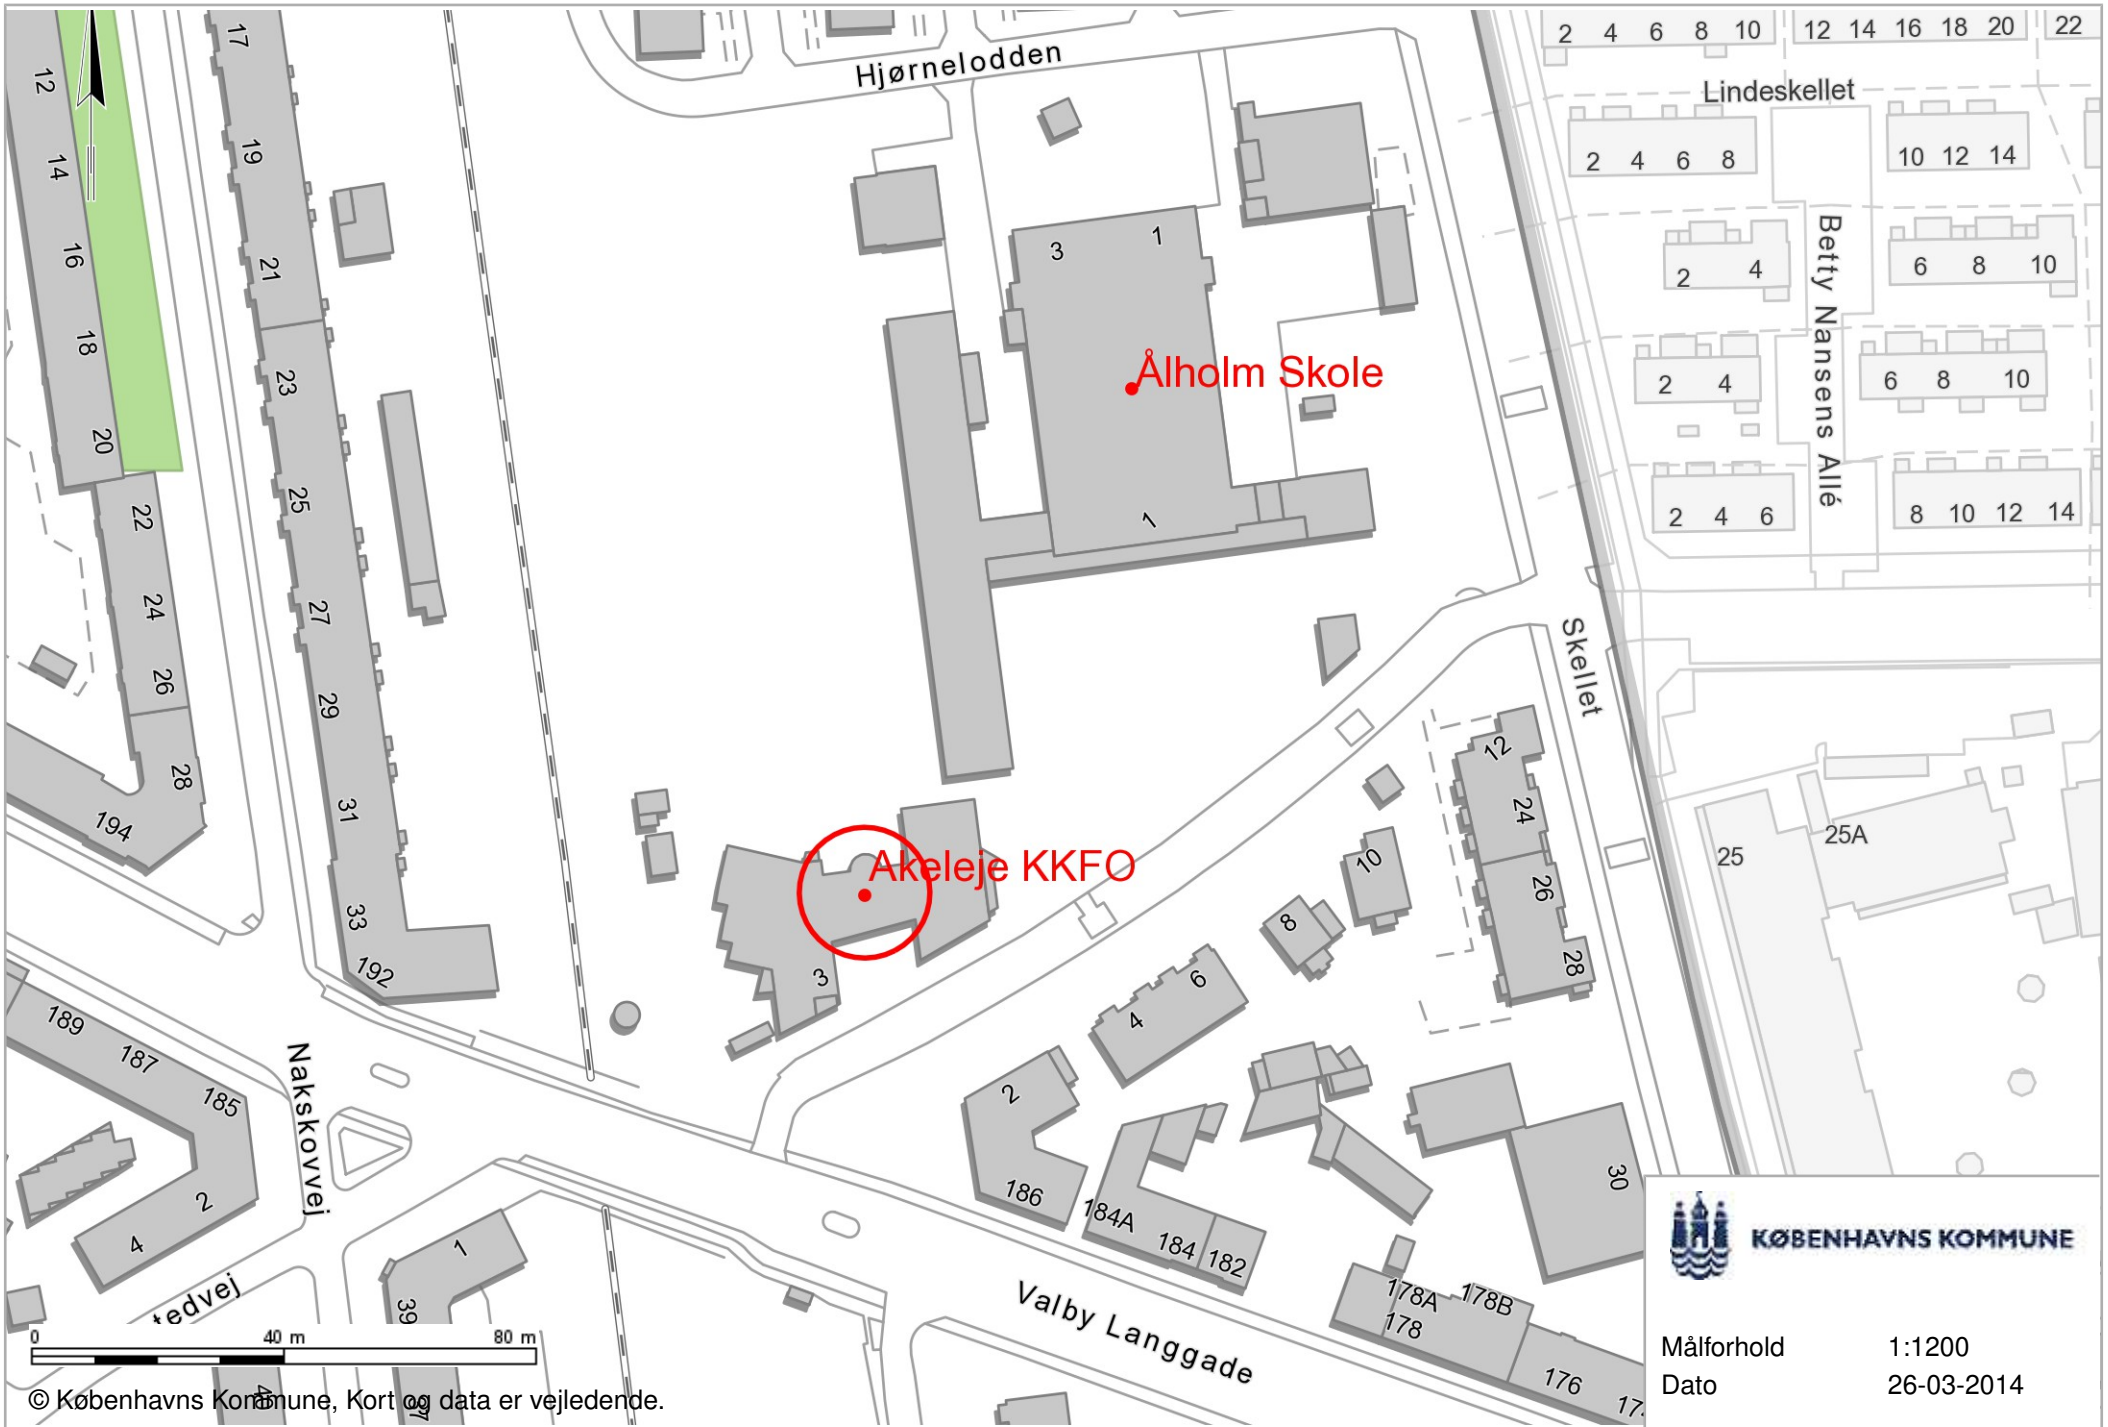 17
12
19
14
16
21
18
23
20
25
22
24
27
26
29
28
31
194
33
192
189
187
185
2
4
Nakskovvej
1
39
tedvej
Hjørnelodden
3
1
Ålholm Skole
1
Akeleje KKFO
3
Skellet
12
24
10
26
8
28
6
4
2
186
184A
184
182
30
178A
178B
178
176
Valby Langgade
2 4 6 8 10
12 14 16 18 20
22
Lindeskellet
2 4 6 8
10 12 14
Betty Nansens Allé
2 4
6 8 10
2 4
6 8 10
2 4 6
8 10 12 14
25
25A
KØBENHAVNS KOMMUNE
Målforhold 1:1200
Dato 26-03-2014
0 40 m 80 m
© Københavns Kommune, Kort og data er vejledende.
37